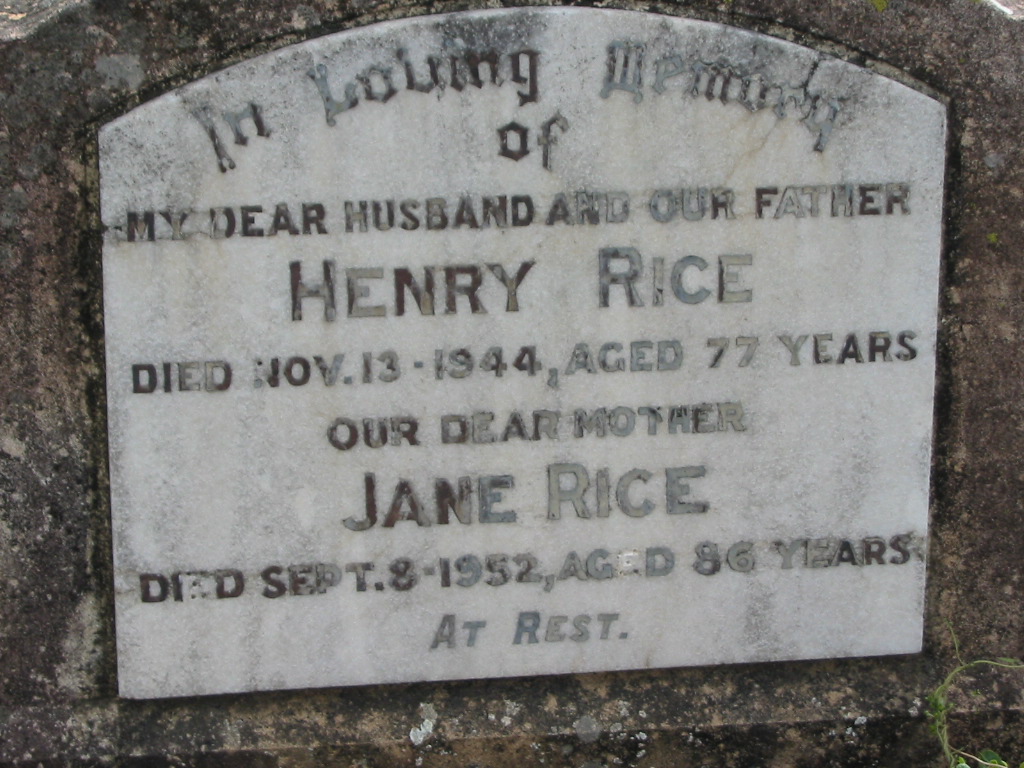 In Loving Memory
of
MY DEAR HUSBAND AND OUR FATHER
HENRY RICE
DIED NOV. 13-1944, AGED 77 YEARS
OUR DEAR MOTHER
JANE RICE
DIED SEPT. 8-1952, AGED 86 YEARS
AT REST.